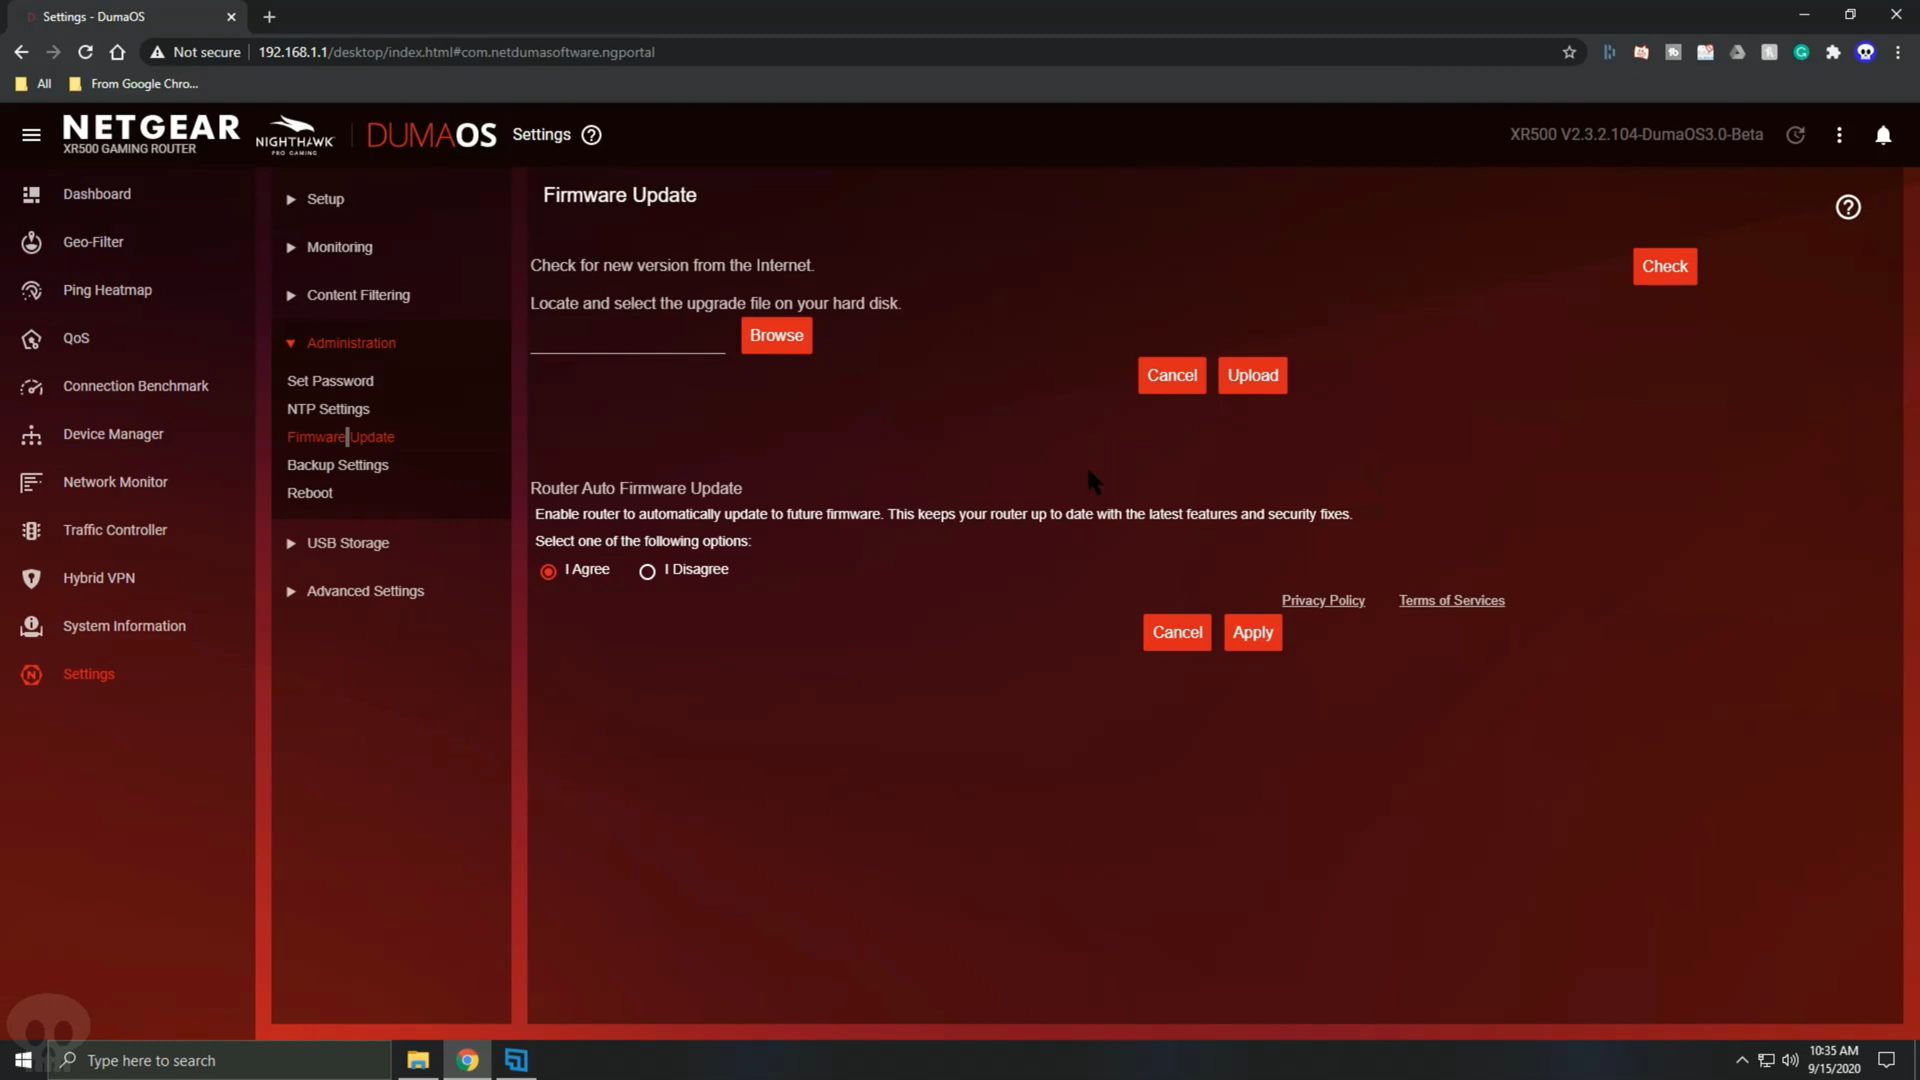 Settings - DumaOS
Not secure 192.168.1.1/desktop/index.html#com.netdumasoftware.ngportal
All From Google Chro...
NETGEAR
XR500 GAMING ROUTER
NIGHTHAWK
PRO GAMING
DUMAOS
Settings
XR500 V2.3.2.104-DumaOS3.0-Beta
Dashboard
Geo-Filter
Ping Heatmap
QoS
Connection Benchmark
Device Manager
Network Monitor
Traffic Controller
Hybrid VPN
System Information
Settings
Setup
Monitoring
Content Filtering
Administration
Set Password
NTP Settings
Firmware Update
Backup Settings
Reboot
USB Storage
Advanced Settings
Firmware Update
Check for new version from the Internet.
Check
Locate and select the upgrade file on your hard disk.
Browse
Cancel Upload
Router Auto Firmware Update
Enable router to automatically update to future firmware. This keeps your router up to date with the latest features and security fixes.
Select one of the following options:
I Agree I Disagree
Privacy Policy Terms of Services
Cancel Apply
Type here to search
10:35 AM
9/15/2020